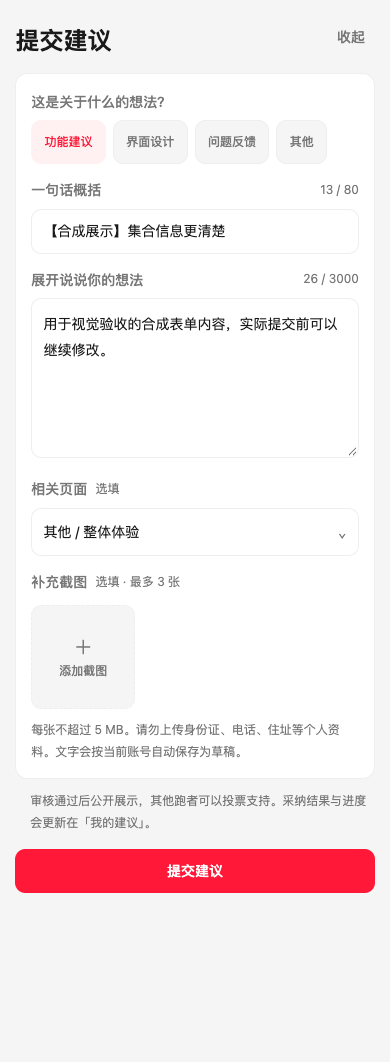 提交建议
收起
这是关于什么的想法?
功能建议
界面设计
问题反馈
其他
一句话概括
13 / 80
【合成展示】集合信息更清楚
展开说说你的想法
26 / 3000
用于视觉验收的合成表单内容，实际提交前可以
继续修改。
相关页面 选填
其他 / 整体体验
补充截图 选填 · 最多 3 张
添加截图
每张不超过 5 MB。请勿上传身份证、电话、住址等个人资
料。文字会按当前账号自动保存为草稿。
审核通过后公开展示，其他跑者可以投票支持。采纳结果与进度
会更新在「我的建议」。
提交建议